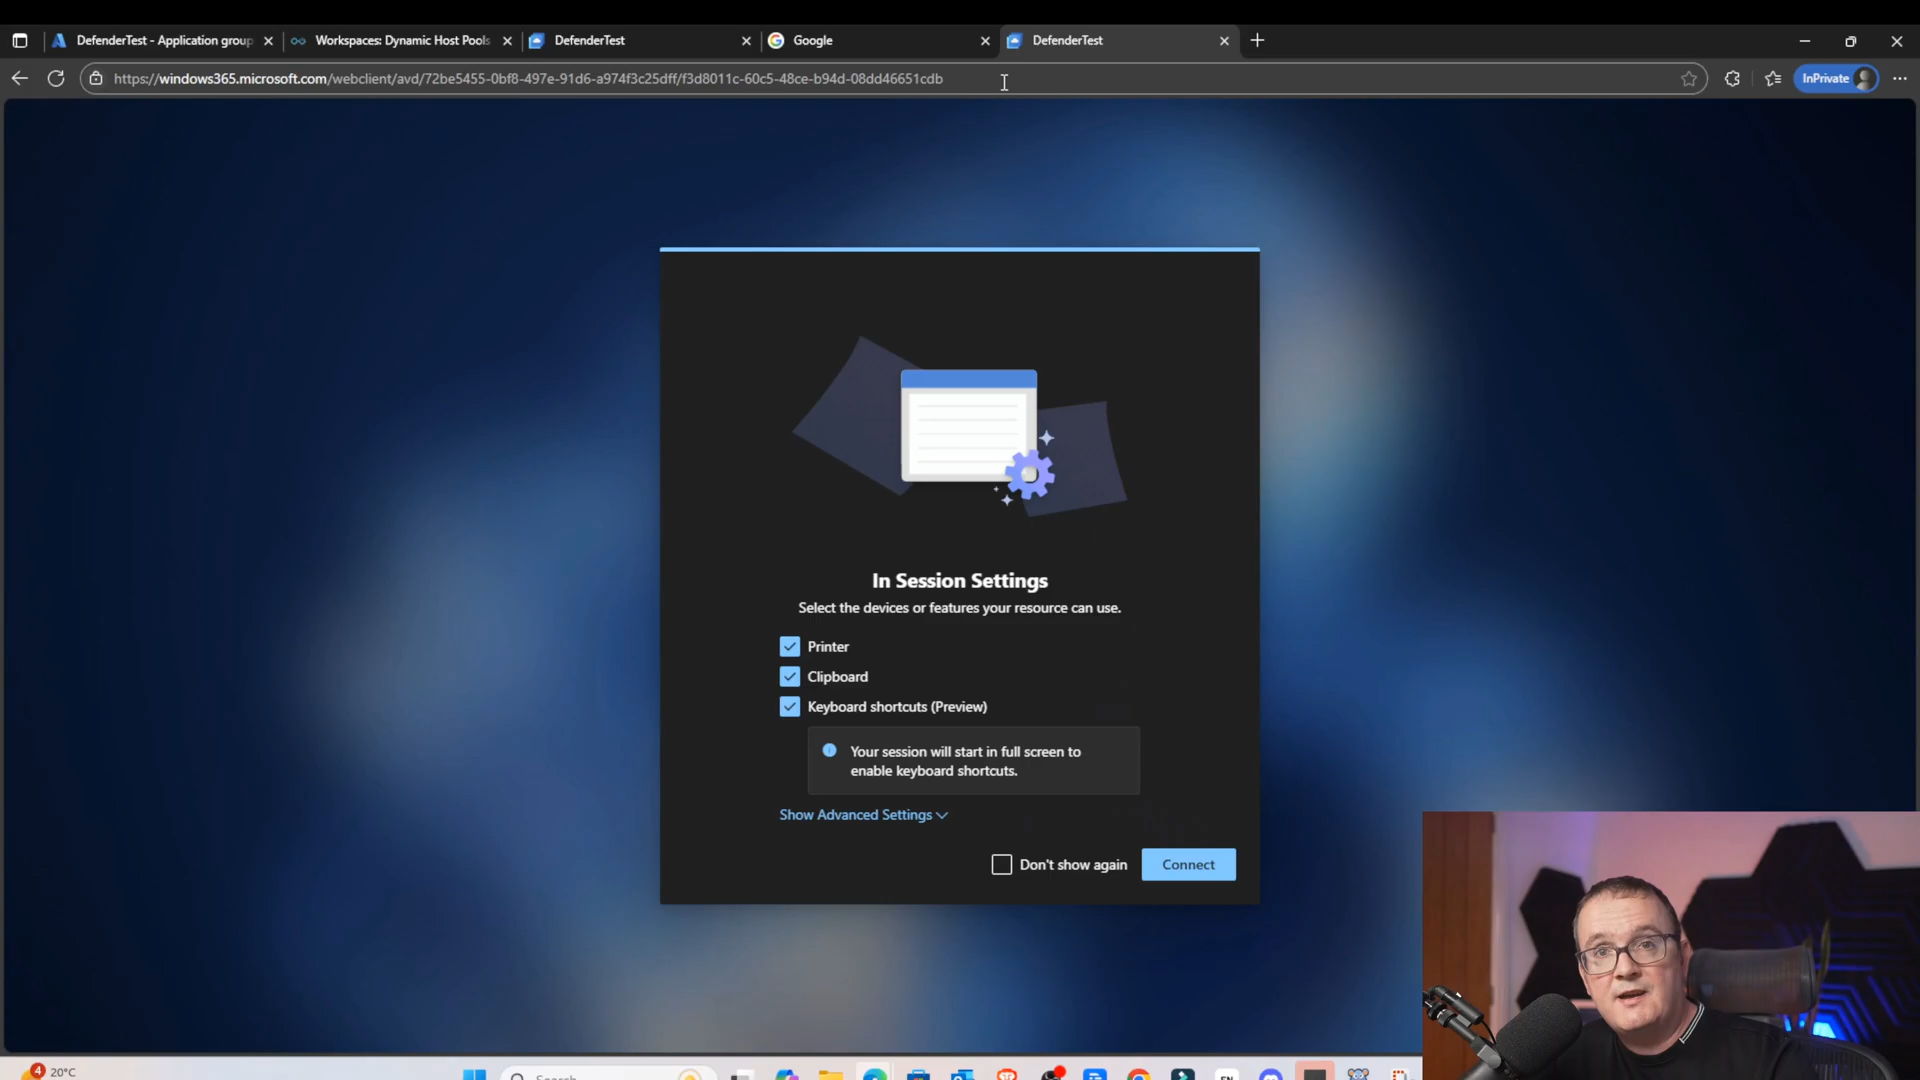 DefenderTest - Application group
Workspaces: Dynamic Host Pools
DefenderTest
Google
DefenderTest
https://windows365.microsoft.com/webclient/avd/72be5455-0bf8-497e-91d6-a974f3c25dff/f3d8011c-60c5-48ce-b94d-08dd46651cdb
InPrivate
In Session Settings
Select the devices or features your resource can use.
Printer
Clipboard
Keyboard shortcuts (Preview)
Your session will start in full screen to
enable keyboard shortcuts.
Show Advanced Settings
Don't show again
Connect
4
20°C
Search
EN